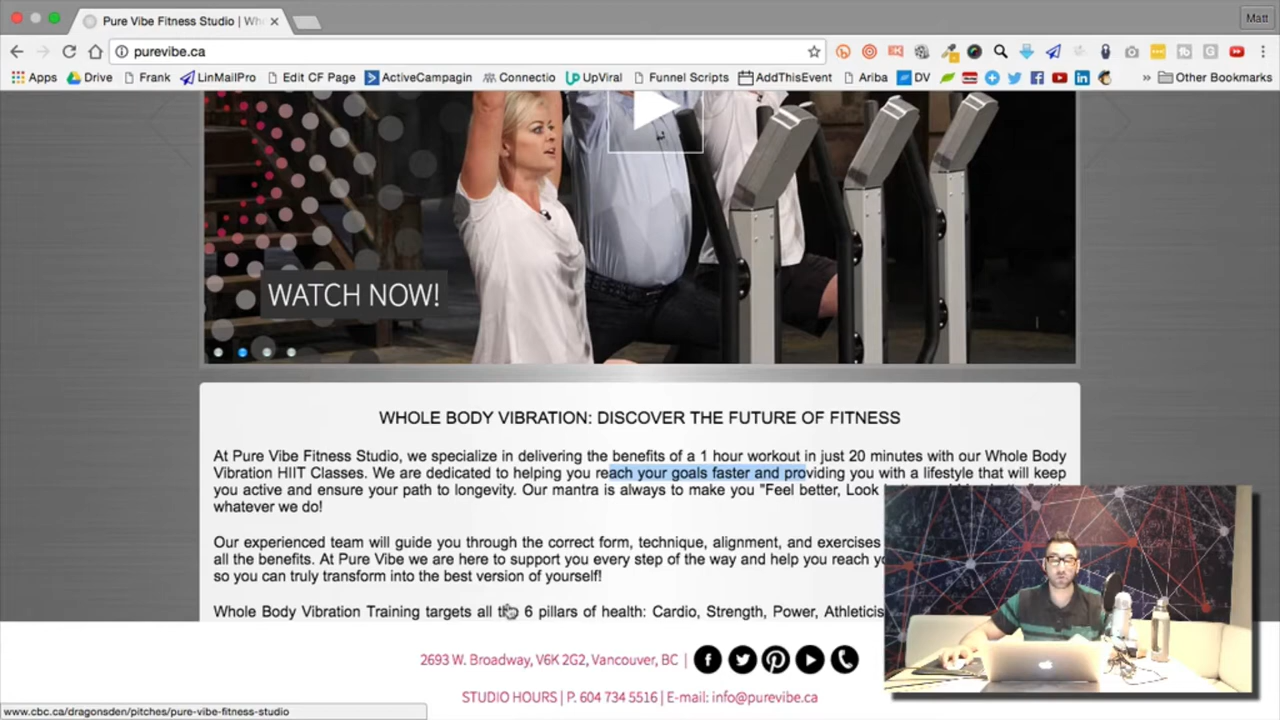 Pure Vibe Fitness Studio | Who
Matt
purevibe.ca
Apps Drive Frank LinMailPro Edit CF Page ActiveCampagin Connectio UpViral Funnel Scripts AddThisEvent Ariba DV » Other Bookmarks
WATCH NOW!
WHOLE BODY VIBRATION: DISCOVER THE FUTURE OF FITNESS
At Pure Vibe Fitness Studio, we specialize in delivering the benefits of a 1 hour workout in just 20 minutes with our Whole Body
Vibration HIIT Classes. We are dedicated to helping you reach your goals faster and providing you with a lifestyle that will keep
you active and ensure your path to longevity. Our mantra is always to make you "Feel better, Look
whatever we do!
Our experienced team will guide you through the correct form, technique, alignment, and exercises
all the benefits. At Pure Vibe we are here to support you every step of the way and help you reach
so you can truly transform into the best version of yourself!
Whole Body Vibration Training targets all the 6 pillars of health: Cardio, Strength, Power,
2693 W. Broadway, V6K 2G2, Vancouver, BC |
STUDIO HOURS | P. 604 734 5516 | E-mail: info@purevibe.ca
www.cbc.ca/dragonsden/pitches/pure-vibe-fitness-studio